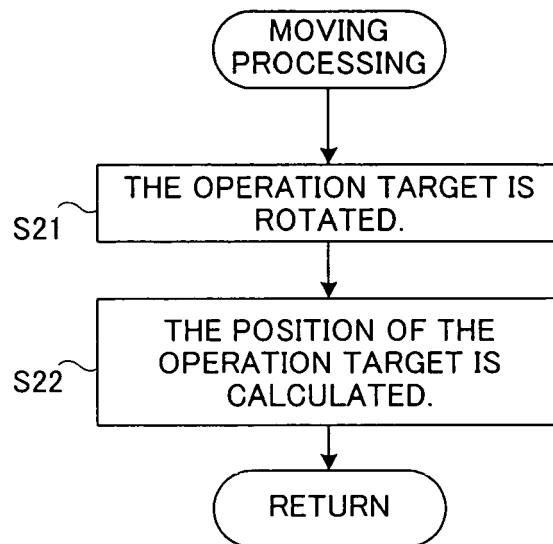 MOVING
PROCESSING
THE OPERATION TARGET IS
ROTATED.
S21
THE POSITION OF THE
OPERATION TARGET IS
CALCULATED.
S22
RETURN